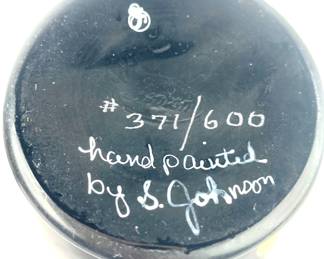 # 371/600
hand painted
by S. Johnson